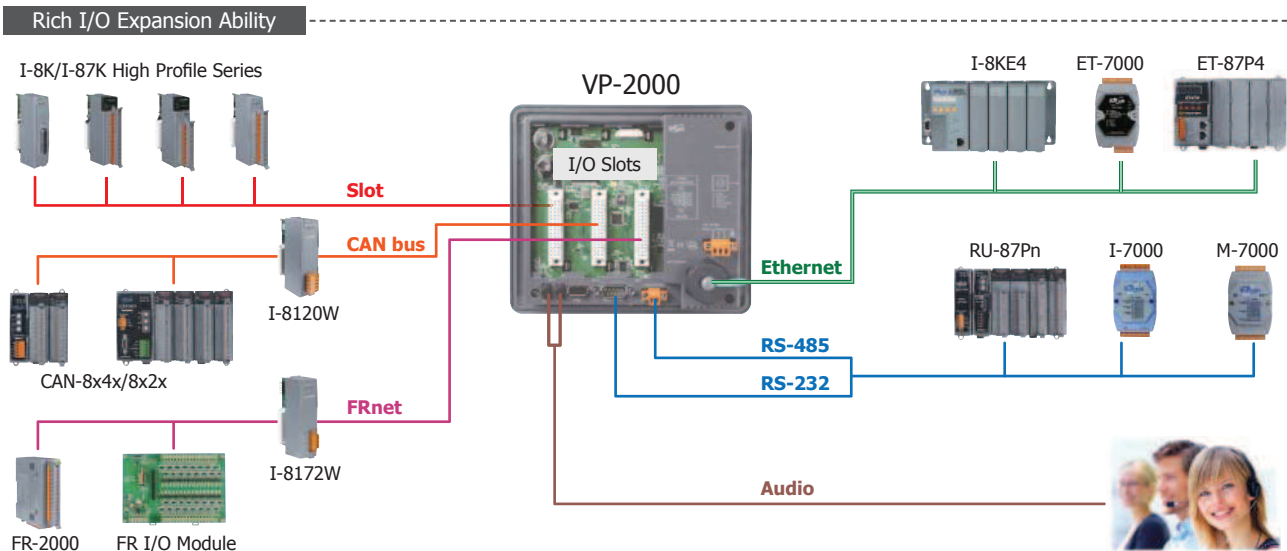 Rich I/O Expansion Ability
I-8K/I-87K High Profile Series
VP-2000
I-8KE4
ET-7000
ET-87P4
I/O Slots
Slot
CAN bus
I-8120W
Ethernet
RU-87Pn
I-7000
M-7000
CAN-8x4x/8x2x
RS-485
RS-232
FRnet
I-8172W
Audio
FR-2000
FR I/O Module